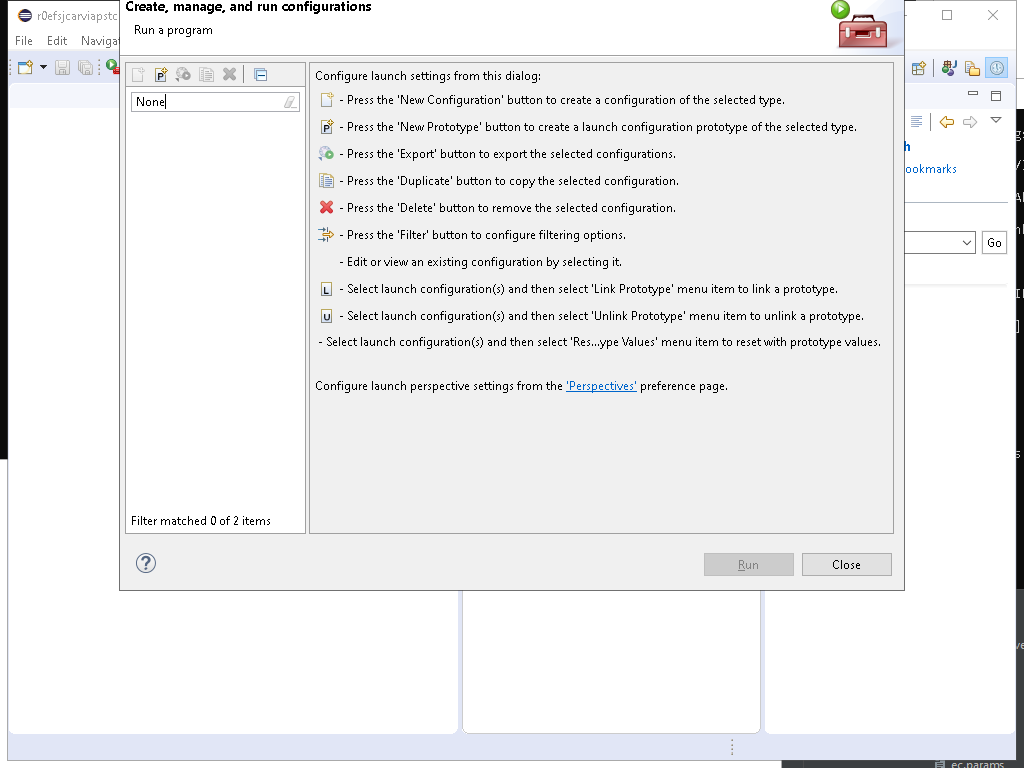 Create, manage, and run configurations
r0efsjcarviapstc
Run a program
File Edit Naviga
Configure launch settings from this dialog:
None
- Press the 'New Configuration' button to create a configuration of the selected type.
P - Press the 'New Prototype' button to create a launch configuration prototype of the selected type.
- Press the 'Export' button to export the selected configurations.
ookmarks
- Press the 'Duplicate' button to copy the selected configuration.
- Press the 'Delete' button to remove the selected configuration.
- Press the 'Filter' button to configure filtering options.
Go
- Edit or view an existing configuration by selecting it.
L - Select launch configuration(s) and then select 'Link Prototype' menu item to link a prototype.
U - Select launch configuration(s) and then select 'Unlink Prototype' menu item to unlink a prototype.
- Select launch configuration(s) and then select 'Res...ype Values' menu item to reset with prototype values.
Configure launch perspective settings from the 'Perspectives' preference page.
Filter matched 0 of 2 items
?
Run
Close
ec.params